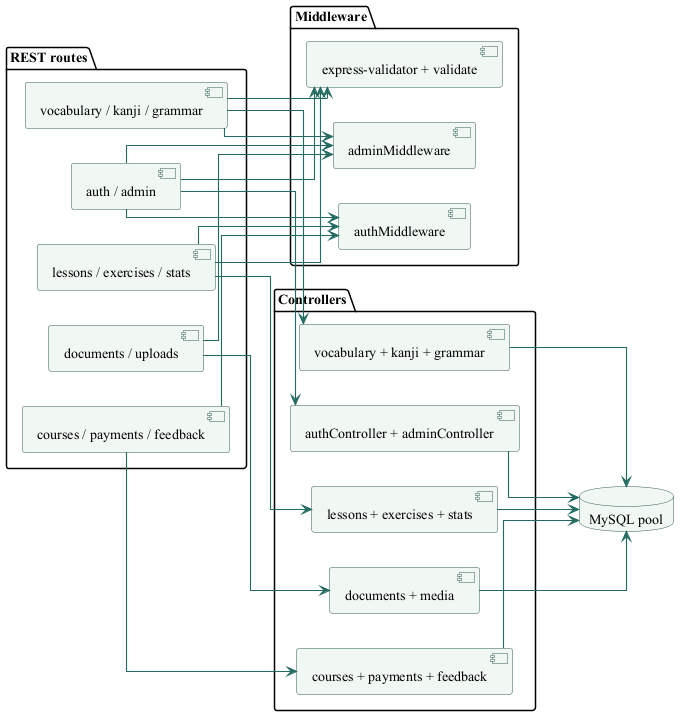 Middleware
express-validator + validate
adminMiddleware
authMiddleware
REST routes
vocabulary / kanji / grammar
auth / admin
lessons / exercises / stats
documents / uploads
courses / payments / feedback
Controllers
vocabulary + kanji + grammar
authController + adminController
lessons + exercises + stats
documents + media
courses + payments + feedback
MySQL pool